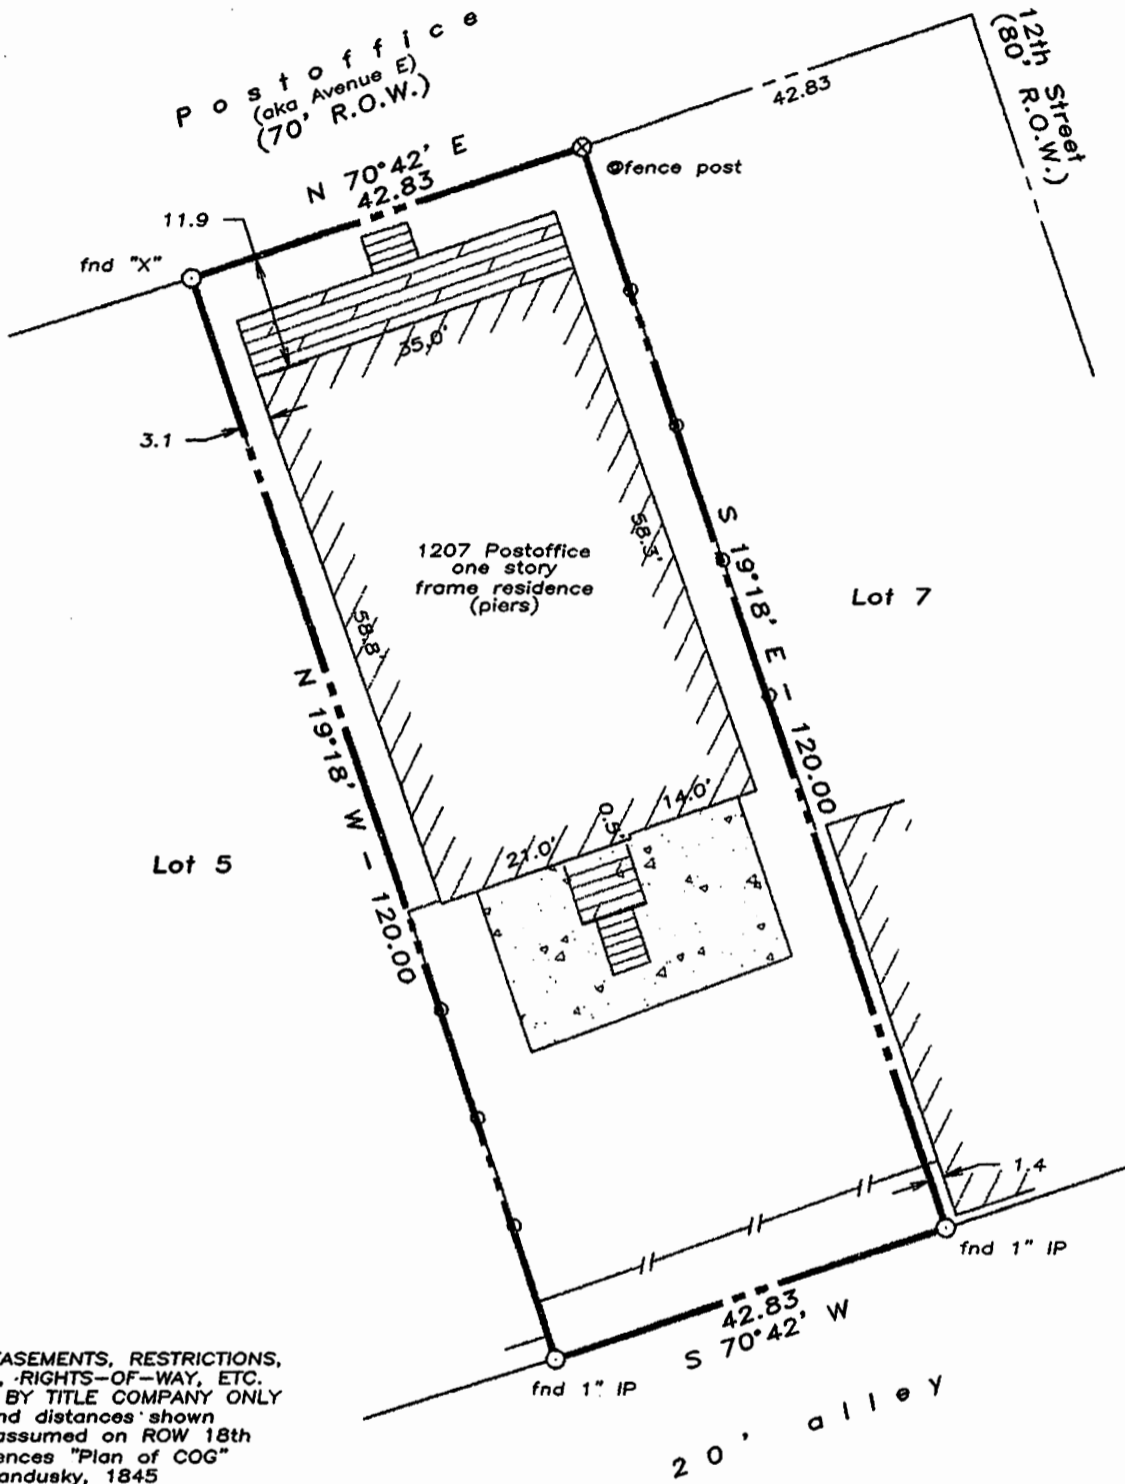 Postoffice
(aka Avenue E)
(70' R.O.W.)
12th Street
(80' R.O.W.)
42.83
N 70°42' E
42.83
@fence post
11.9
fnd "X"
35.0'
3.1
1207 Postoffice
one story
frame residence
(piers)
58.3'
58.8'
S 19°18' E - 120.00
Lot 7
N 19°18' W - 120.00
Lot 5
14.0'
0.5'
21.0'
1.4
fnd 1" IP
42.83
S 70°42' W
fnd 1" IP
20' alley
EASEMENTS, RESTRICTIONS,
, RIGHTS-OF-WAY, ETC.
BY TITLE COMPANY ONLY
nd distances shown
assumed on ROW 18th
ences "Plan of COG"
andusky, 1845